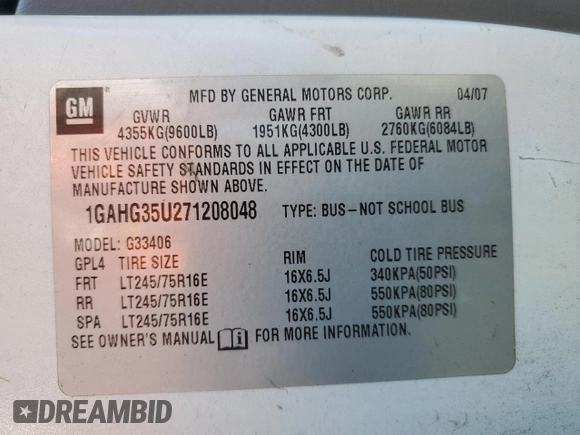 GM
MFD BY GENERAL MOTORS CORP. 04/07
GVWR GAWR FRT GAWR RR
4355KG(9600LB) 1951KG(4300LB) 2760KG(6084LB)
THIS VEHICLE CONFORMS TO ALL APPLICABLE U.S. FEDERAL MOTOR
VEHICLE SAFETY STANDARDS IN EFFECT ON THE DATE OF
MANUFACTURE SHOWN ABOVE.
1GAHG35U271208048 TYPE: BUS-NOT SCHOOL BUS
MODEL: G33406
GPL4 TIRE SIZE RIM COLD TIRE PRESSURE
FRT LT245/75R16E 16X6.5J 340KPA(50PSI)
RR LT245/75R16E 16X6.5J 550KPA(80PSI)
SPA LT245/75R16E 16X6.5J 550KPA(80PSI)
SEE OWNER'S MANUAL FOR MORE INFORMATION.
DREAMBID